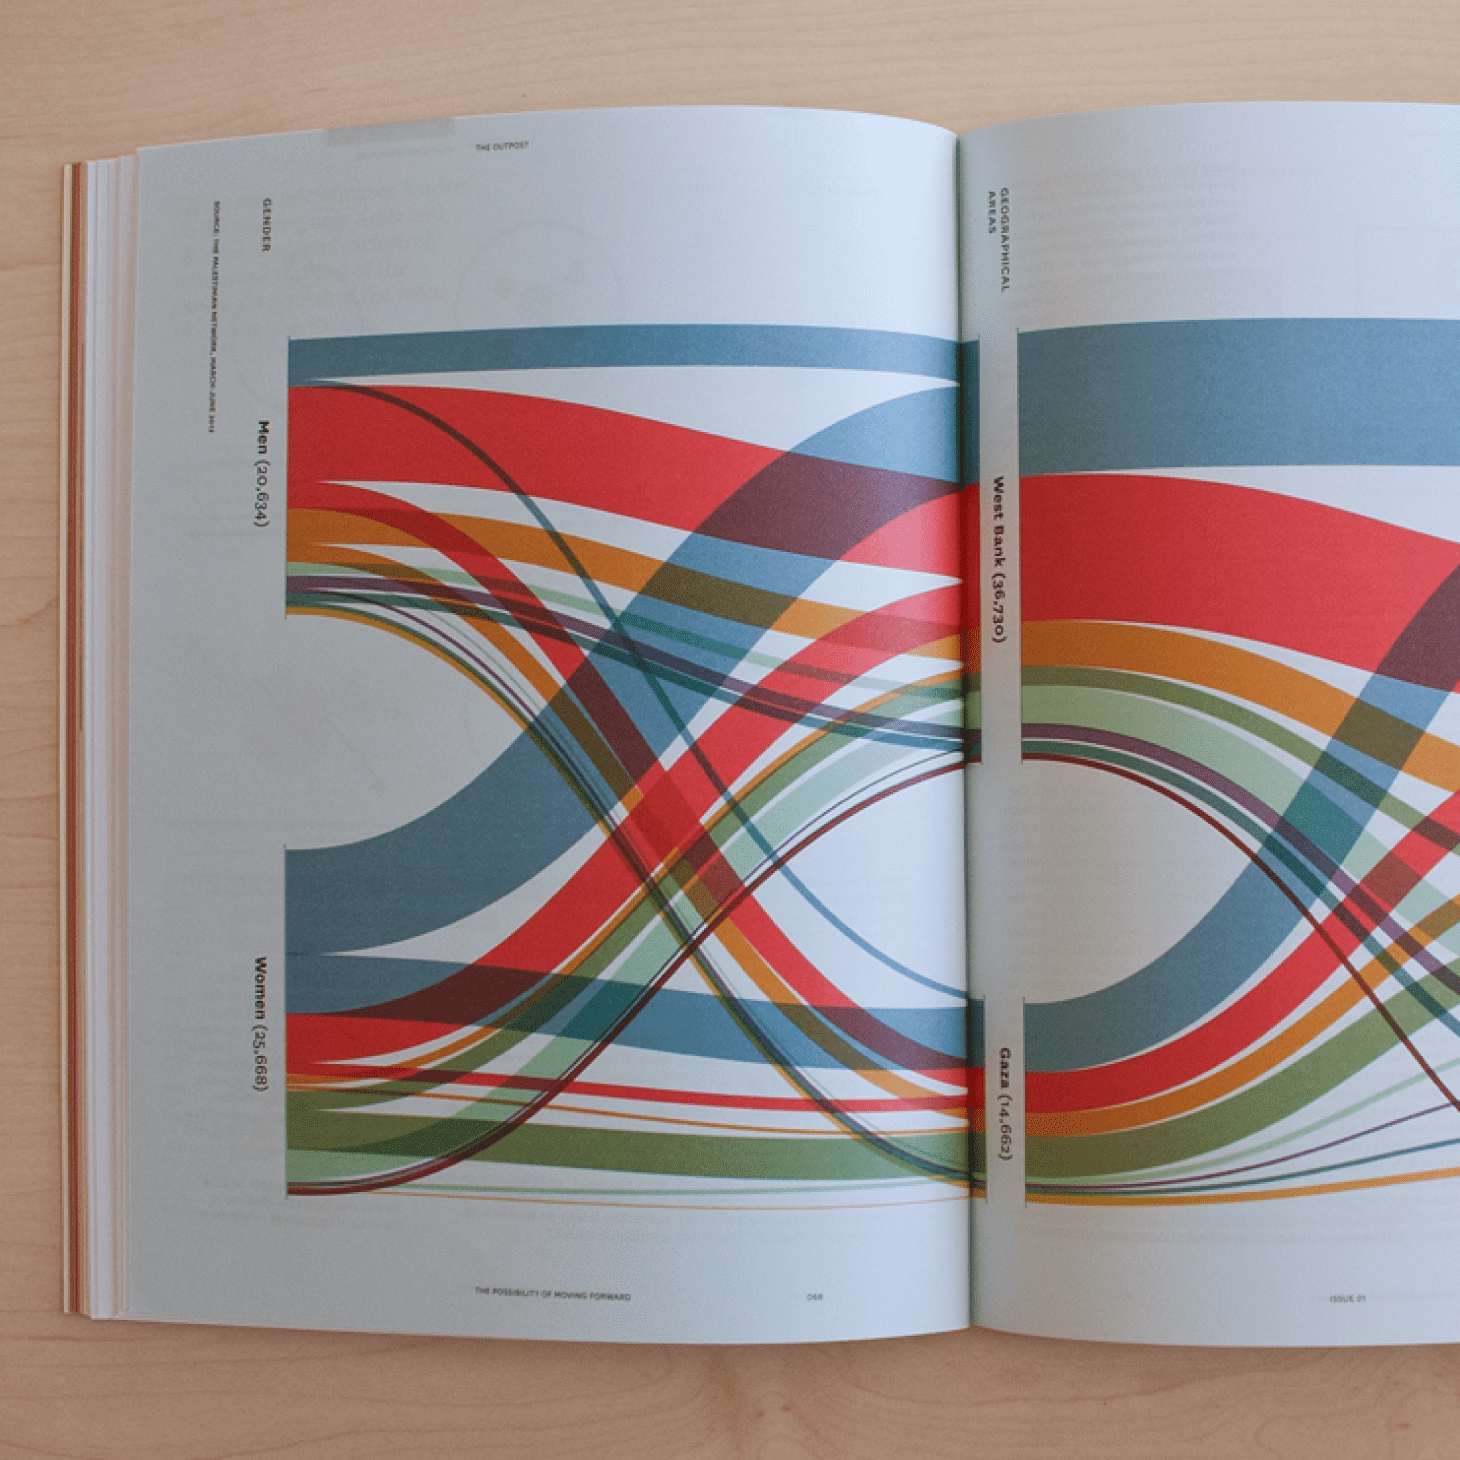 THE OUTPOST
GENDER
SOURCE: THE PALESTINIAN NETWORK, MARCH-JUNE 2012
Men (20,634)
Women (25,668)
THE POSSIBILITY OF MOVING FORWARD
068
GEOGRAPHICAL
AREAS
West Bank (36,730)
Gaza (14,662)
ISSUE 01